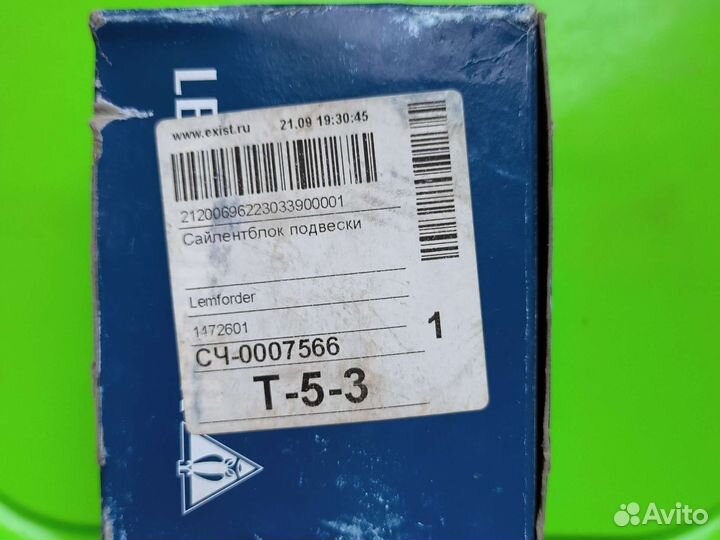 LE
www.exist.ru 21.09 19:30:45
21200696223033900001
Сайлентблок подвески
Lemforder
1472601
1
СЧ-0007566
Т-5-3
Avito